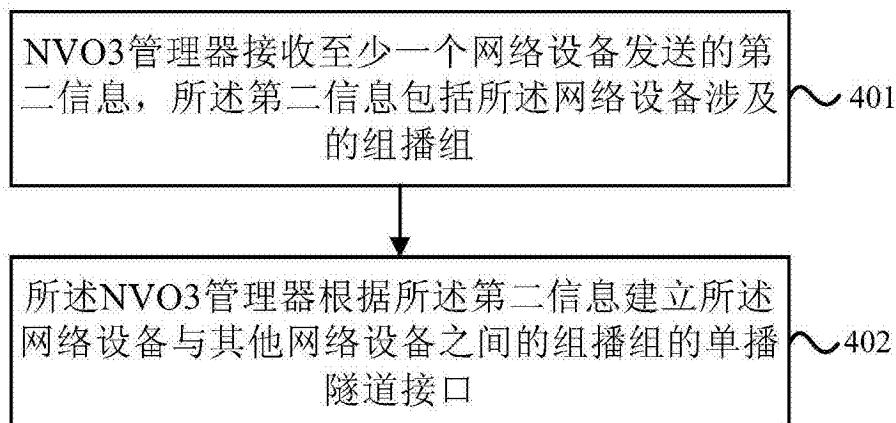 NVO3管理器接收至少一个网络设备发送的第
二信息，所述第二信息包括所述网络设备涉及
的组播组
401
所述NVO3管理器根据所述第二信息建立所述
网络设备与其他网络设备之间的组播组的单播
隧道接口
402